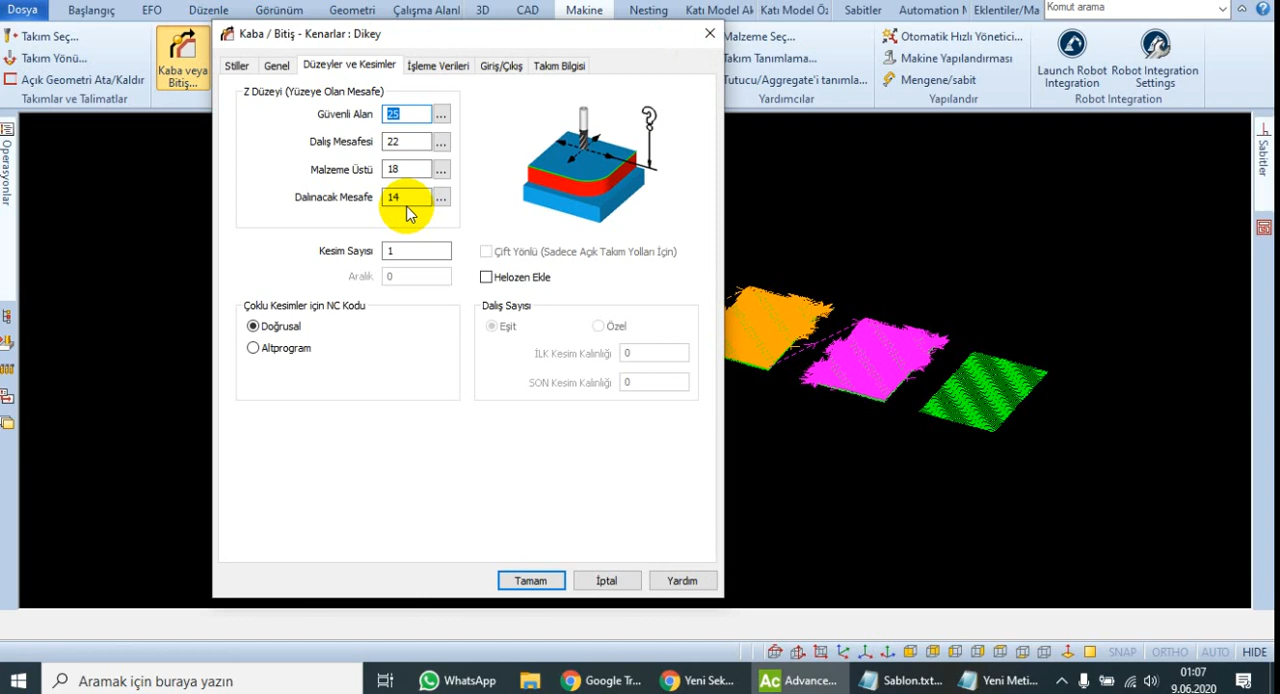 Dosya Başlangıç EFO Düzenle Görünüm Geometri Çalışma Alanl 3D CAD Makine Nesting Katı Model Ak Katı Model Öz Sabitler Automation M Eklentiler/Ma Komut arama
Takım Seç...
Takım Yönü...
Açık Geometri Ata/Kaldır
Takımlar ve Talimatlar
Kaba veya
Bitiş...
Malzeme Seç...
Takım Tanımlama...
Tutucu/Aggregate'i tanımla...
Yardımcılar
Otomatik Hızlı Yönetici...
Makine Yapılandırması
Mengene/sabit
Yapılandır
Launch Robot
Integration
Robot Integration
Settings
Robot Integration
Operasyonlar
Sabitler
Kaba / Bitiş - Kenarlar : Dikey
Stiller Genel Düzeyler ve Kesimler İşleme Verileri Giriş/Çıkış Takım Bilgisi
Z Düzeyi (Yüzeye Olan Mesafe)
Güvenli Alan 25 ...
Dalış Mesafesi 22 ...
Malzeme Üstü 18 ...
Dalınacak Mesafe 14 ...
Kesim Sayısı 1
Aralık 0
Çift Yönlü (Sadece Açık Takım Yolları İçin)
Helozen Ekle
Çoklu Kesimler için NC Kodu
Doğrusal
Altprogram
Dalış Sayısı
Eşit Özel
İLK Kesim Kalınlığı 0
SON Kesim Kalınlığı 0
Tamam İptal Yardım
SNAP ORTHO AUTO HIDE
Aramak için buraya yazın
WhatsApp
Google Tr...
Yeni Sek...
Ac Advance...
Sablon.txt...
Yeni Meti...
01:07
9.06.2020